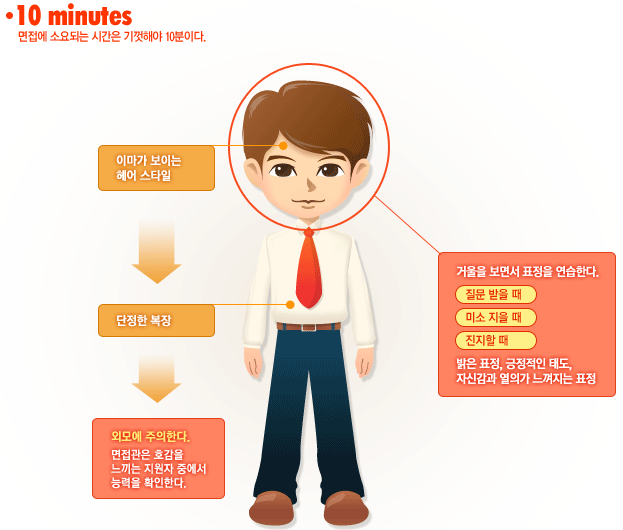 •10 minutes
면접에 소요되는 시간은 기껏해야 10분이다.
이마가 보이는
헤어 스타일
단정한 복장
외모에 주의한다.
면접관은 호감을
느끼는 지원자 중에서
능력을 확인한다.
거울을 보면서 표정을 연습한다.
질문 받을 때
미소 지을 때
진지할 때
밝은 표정, 긍정적인 태도,
자신감과 열의가 느껴지는 표정